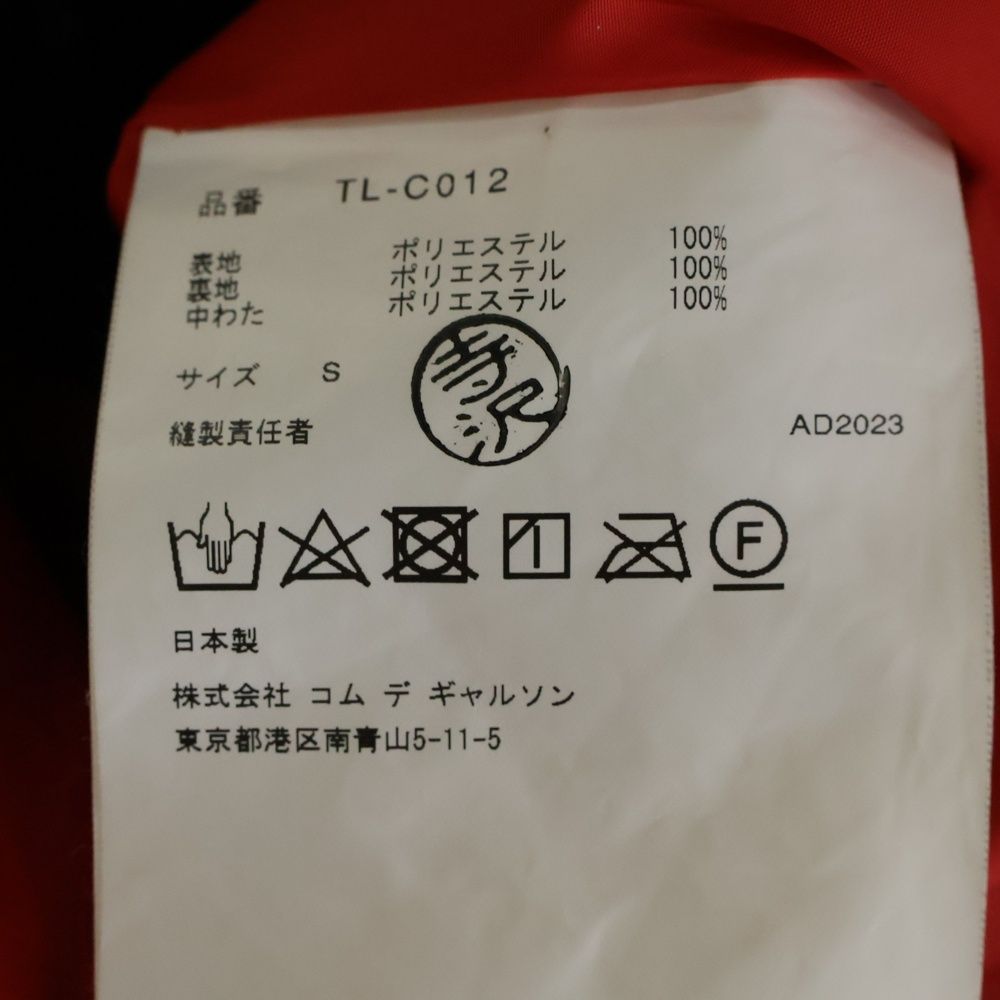 品番 TL-C012
表地 ポリエステル 100%
裏地 ポリエステル 100%
中わた ポリエステル 100%
サイズ S
縫製責任者 AD2023
F
日本製
株式会社 コム デ ギャルソン
東京都港区南青山5-11-5